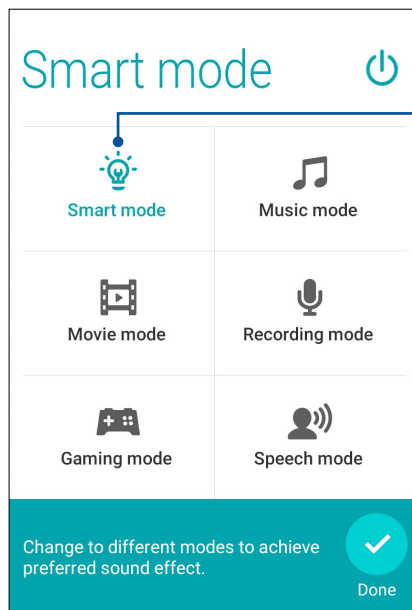 Smart mode
Smart mode
Music mode
Movie mode
Recording mode
Gaming mode
Speech mode
Change to different modes to achieve
preferred sound effect.
Done